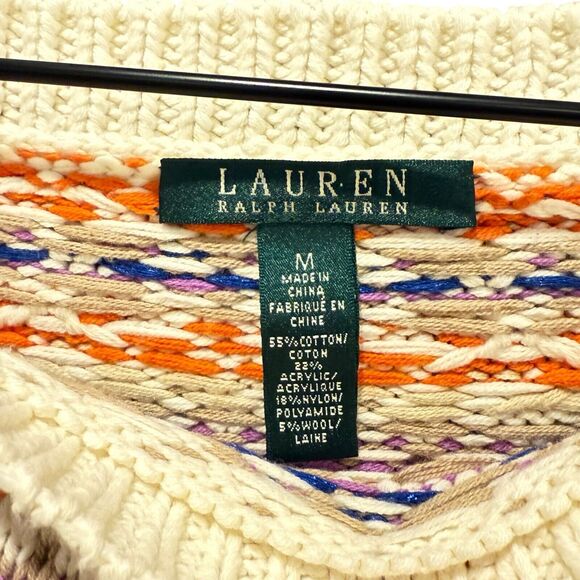 LAUREN
RALPH LAUREN
M
MADE IN
CHINA
FABRIQUÉ EN
CHINE
55%COTTON/
COTON
22%
ACRYLIC/
ACRYLIQUE
18%NYLON/
POLYAMIDE
5%WOOL/
LAINE